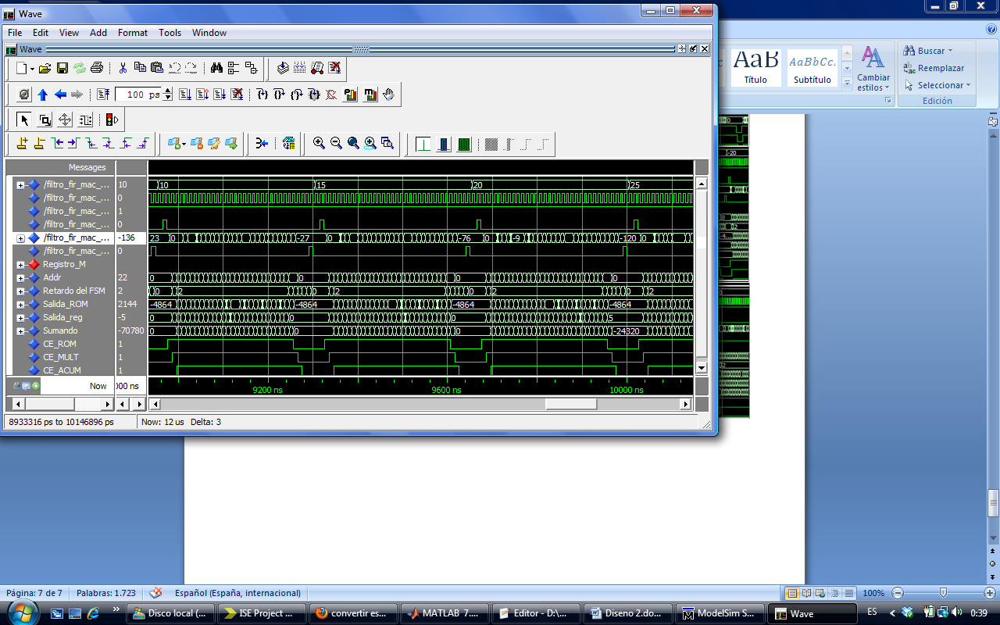 Wave
File Edit View Add Format Tools Window
Wave
100 ps
Messages
/filtro_fir_mac_... 10 10 15 20 25
/filtro_fir_mac_... 0
/filtro_fir_mac_... 1
/filtro_fir_mac_... 0
/filtro_fir_mac_... -136 23 0 -27 0 -76 0 -9 -120 0
/filtro_fir_mac_... 0
Registro_M
Addr 22 0 0 0 0
Retardo del FSM 2 0 2 0 2 0 2 0 2
Salida_ROM 2144 -4864 -4864 -4864 -4864
Salida_reg -5 0 0 0 5
Sumando -70780 0 0 0 -24320
CE_ROM 1
CE_MULT 1
CE_ACUM 1
Now 000 ns 9200 ns 9600 ns 10000 ns
8933316 ps to 10146896 ps Now: 12 us Delta: 3
AaB AaBbCc.
Título Subtítulo
Cambiar
estilos
Buscar
Reemplazar
Seleccionar
Edición
0
-20
Página: 7 de 7 Palabras: 1.723 Español (España, internacional) 100%
Disco local (... ISE Project ... convertir es... MATLAB 7.... Editor - D:\... Diseno 2.do... ModelSim S... Wave ES 0:39